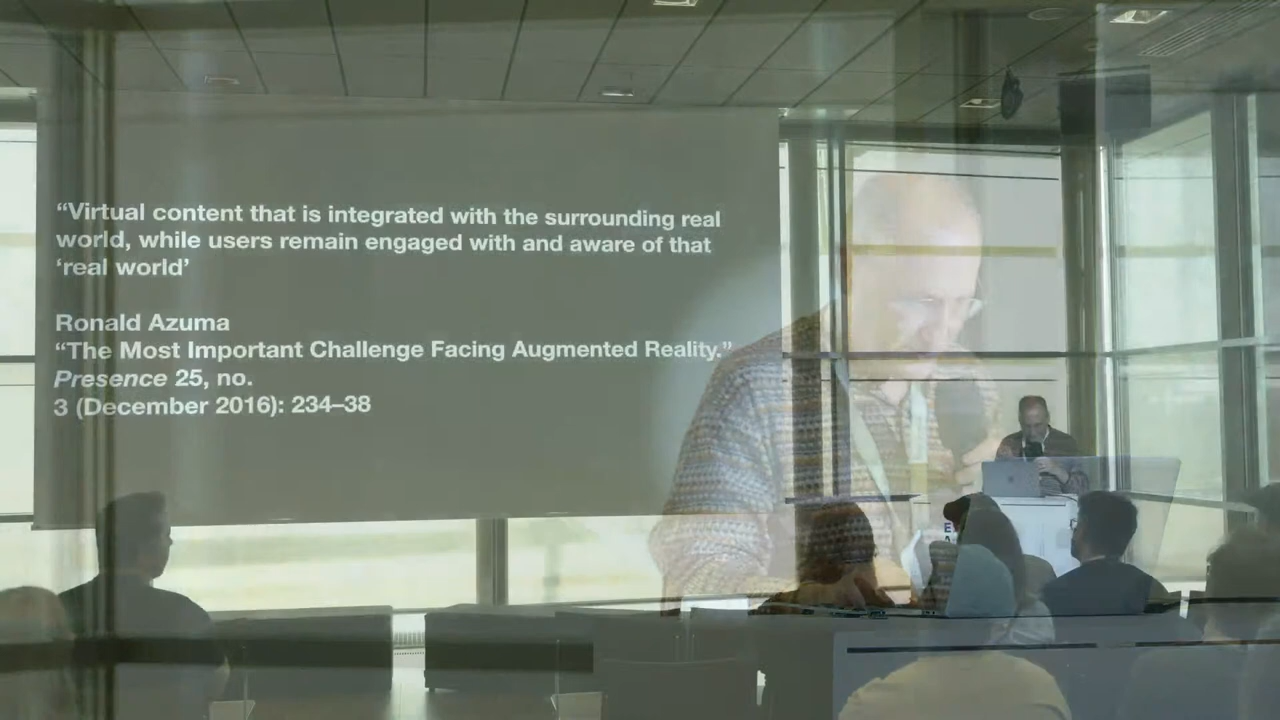 “Virtual content that is integrated with the surrounding real
world, while users remain engaged with and aware of that
‘real world’
Ronald Azuma
“The Most Important Challenge Facing Augmented Reality.”
Presence 25, no.
3 (December 2016): 234–38